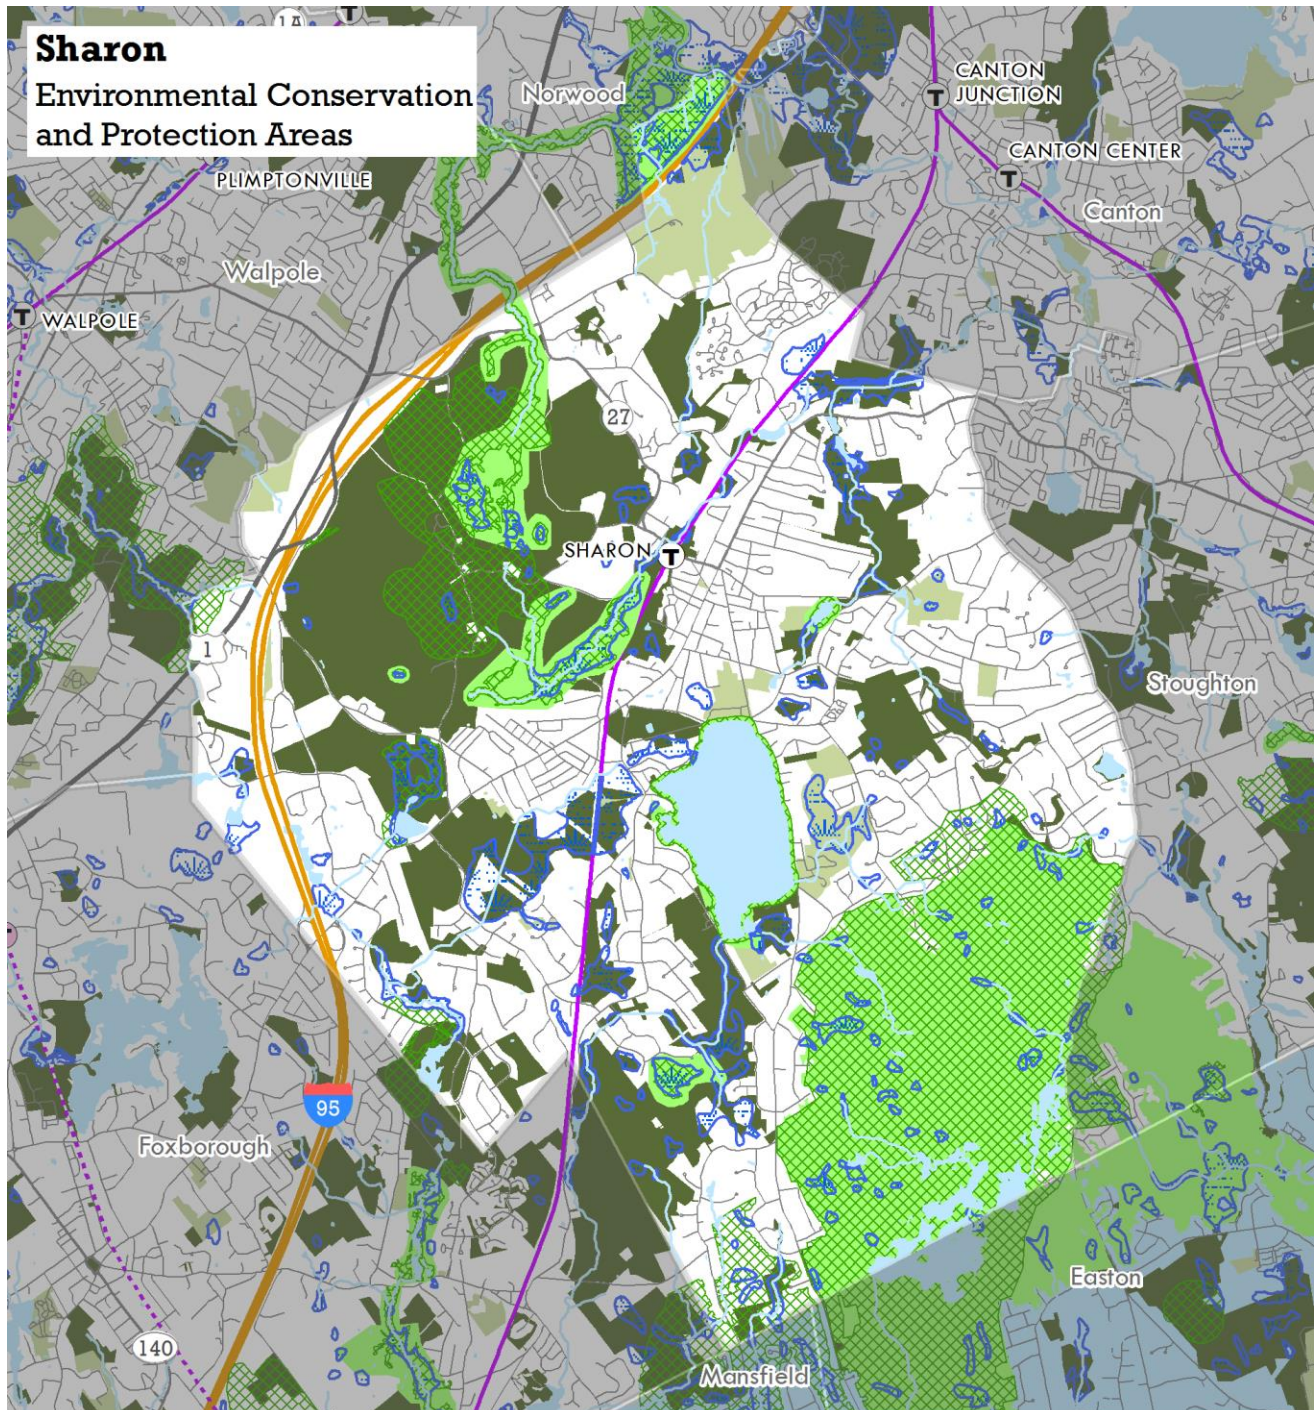 1A
T
Sharon
Environmental Conservation
and Protection Areas
Norwood
CANTON
JUNCTION
T
CANTON CENTER
T
PLIMPTONVILLE
Canton
Walpole
T WALPOLE
27
SHARON T
1
Stoughton
95
Foxborough
Easton
140
Mansfield